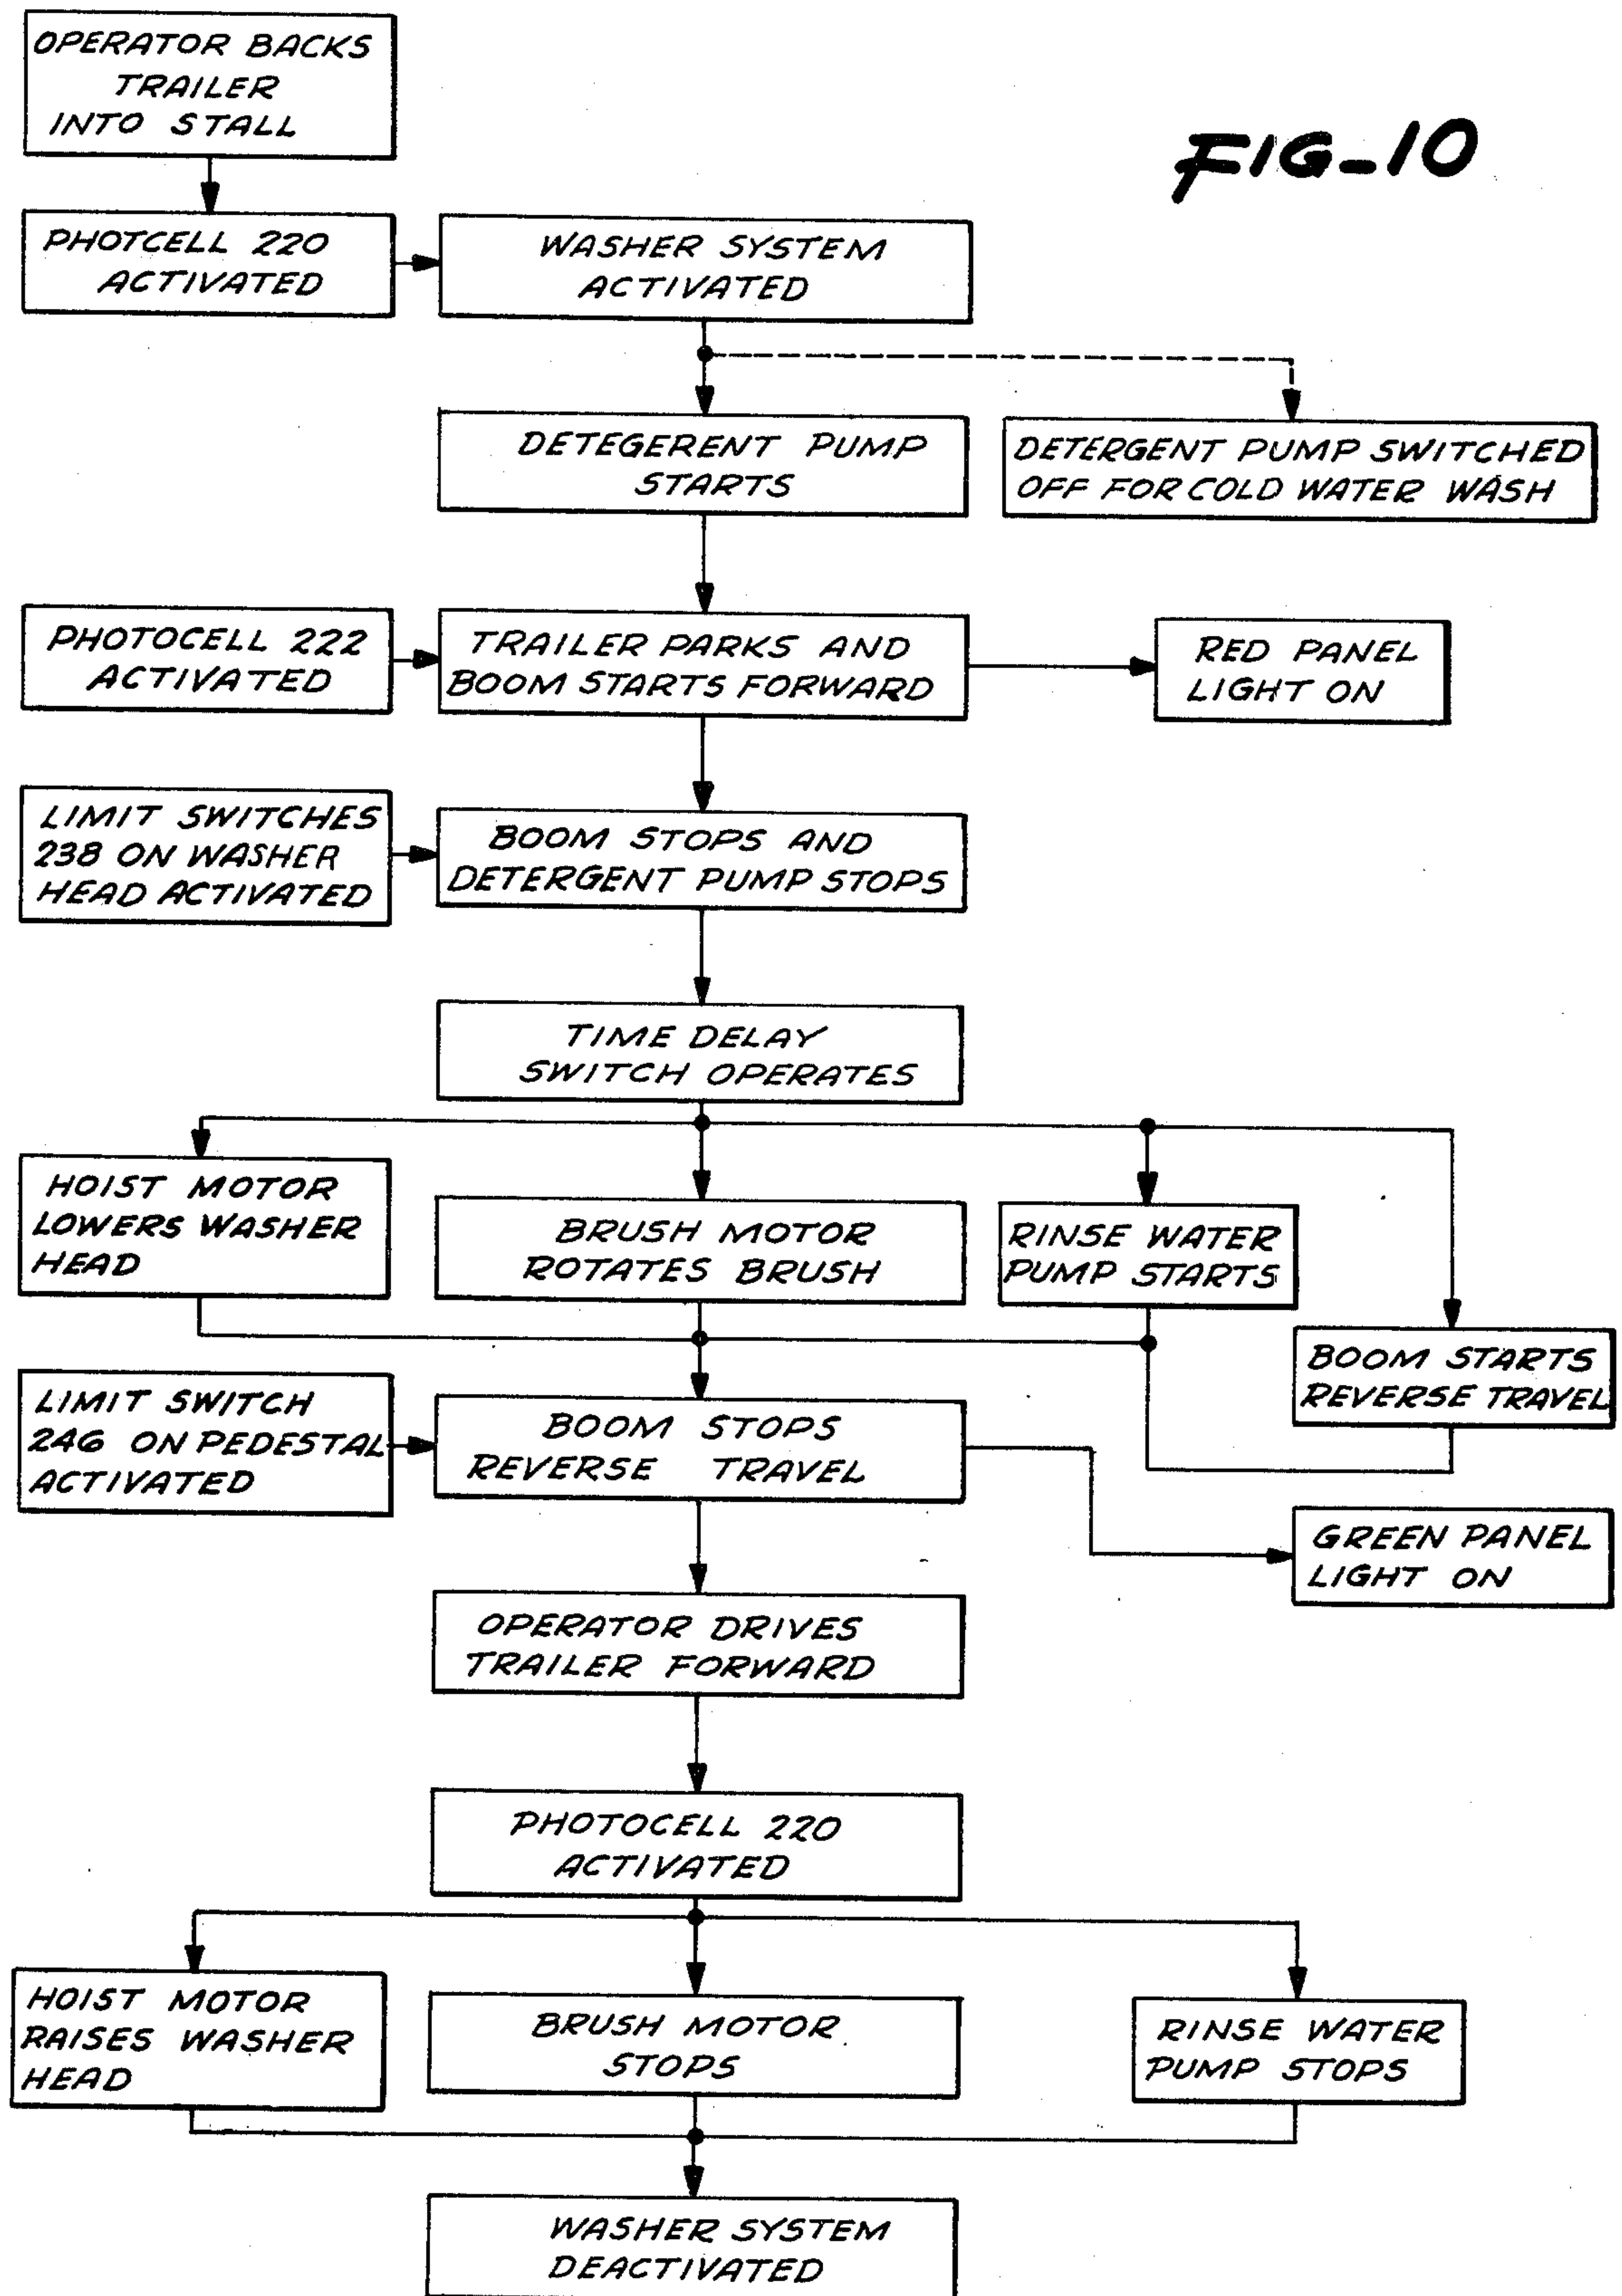 OPERATOR BACKS
TRAILER
INTO STALL
FIG-10
PHOTCELL 220
ACTIVATED
WASHER SYSTEM
ACTIVATED
DETEGERENT PUMP
STARTS
DETERGENT PUMP SWITCHED
OFF FOR COLD WATER WASH
PHOTOCELL 222
ACTIVATED
TRAILER PARKS AND
BOOM STARTS FORWARD
RED PANEL
LIGHT ON
LIMIT SWITCHES
238 ON WASHER
HEAD ACTIVATED
BOOM STOPS AND
DETERGENT PUMP STOPS
TIME DELAY
SWITCH OPERATES
HOIST MOTOR
LOWERS WASHER
HEAD
BRUSH MOTOR
ROTATES BRUSH
RINSE WATER
PUMP STARTS
BOOM STARTS
REVERSE TRAVEL
LIMIT SWITCH
246 ON PEDESTAL
ACTIVATED
BOOM STOPS
REVERSE TRAVEL
GREEN PANEL
LIGHT ON
OPERATOR DRIVES
TRAILER FORWARD
PHOTOCELL 220
ACTIVATED
HOIST MOTOR
RAISES WASHER
HEAD
BRUSH MOTOR
STOPS
RINSE WATER
PUMP STOPS
WASHER SYSTEM
DEACTIVATED